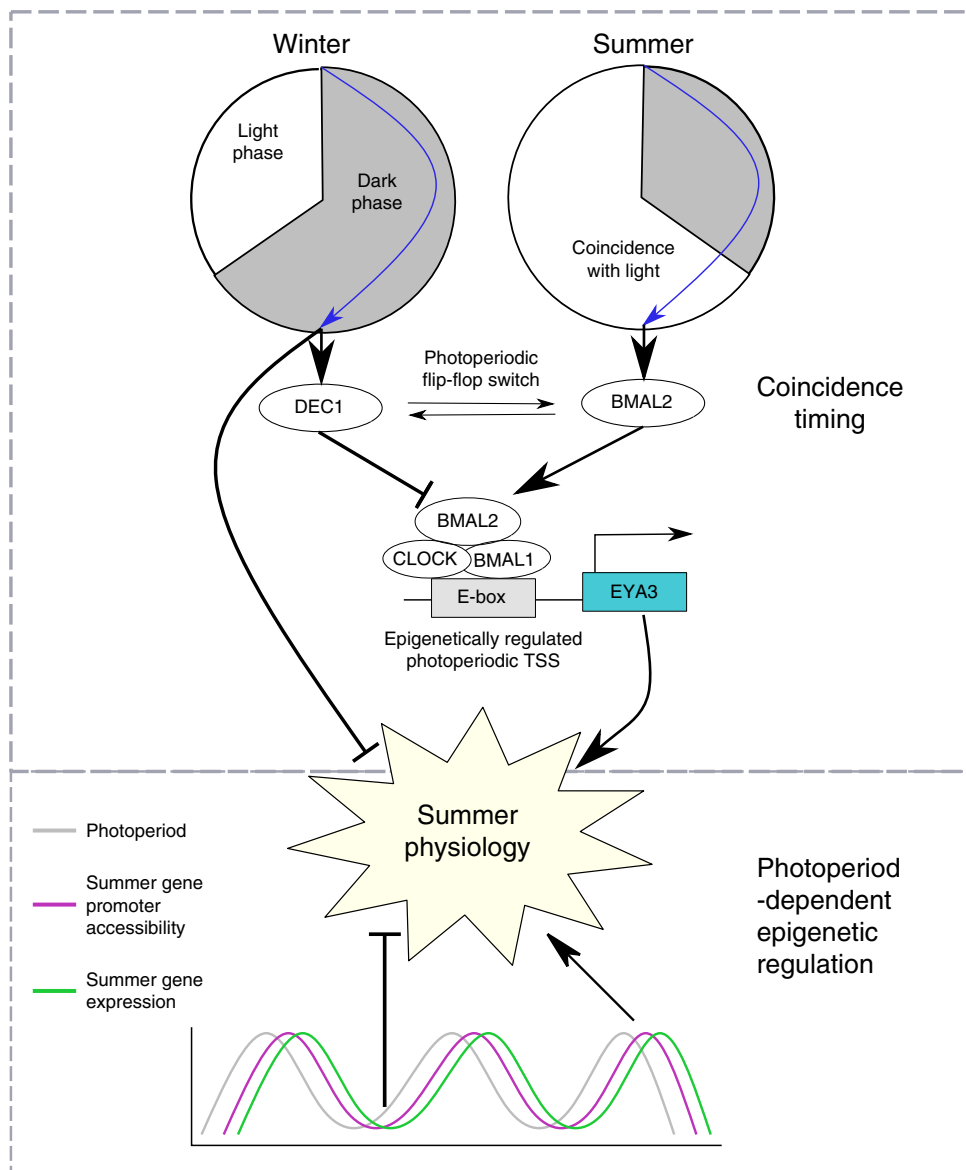 Winter
Summer
Light
phase
Dark
phase
Coincidence
with light
Photoperiodic
flip-flop switch
DEC1
BMAL2
Coincidence
timing
BMAL2
CLOCK
BMAL1
E-box
EYA3
Epigenetically regulated
photoperiodic TSS
Summer
physiology
Photoperiod
Summer gene
promoter
accessibility
Summer gene
expression
Photoperiod
-dependent
epigenetic
regulation